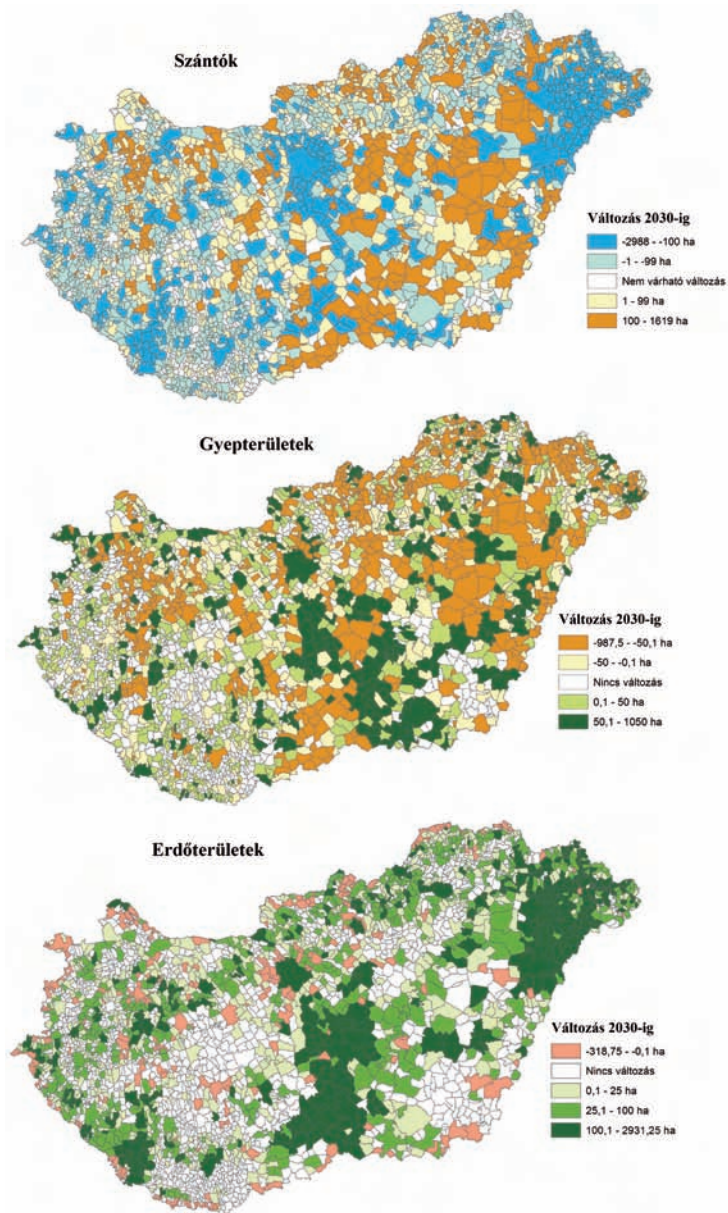 Szántók
Változás 2030-ig
-2988 - -100 ha
-1 - -99 ha
Nem várható változás
1 - 99 ha
100 - 1619 ha
Gyepterületek
Változás 2030-ig
-987,5 - -50,1 ha
-50 - -0,1 ha
Nincs változás
0,1 - 50 ha
50,1 - 1050 ha
Erdőterületek
Változás 2030-ig
-318,75 - -0,1 ha
Nincs változás
0,1 - 25 ha
25,1 - 100 ha
100,1 - 2931,25 ha